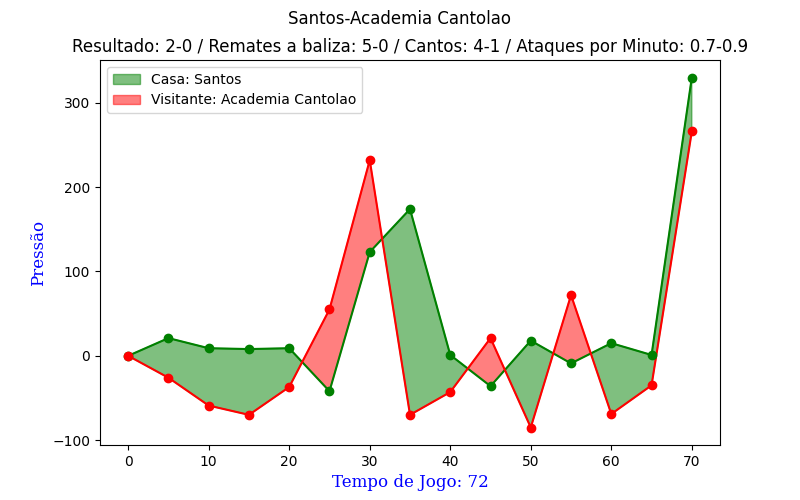 Santos-Academia Cantolao
Resultado: 2-0 / Remates a baliza: 5-0 / Cantos: 4-1 / Ataques por Minuto: 0.7-0.9
Casa: Santos
Visitante: Academia Cantolao
Pressão
300
200
100
0
−100
0 10 20 30 40 50 60 70
Tempo de Jogo: 72